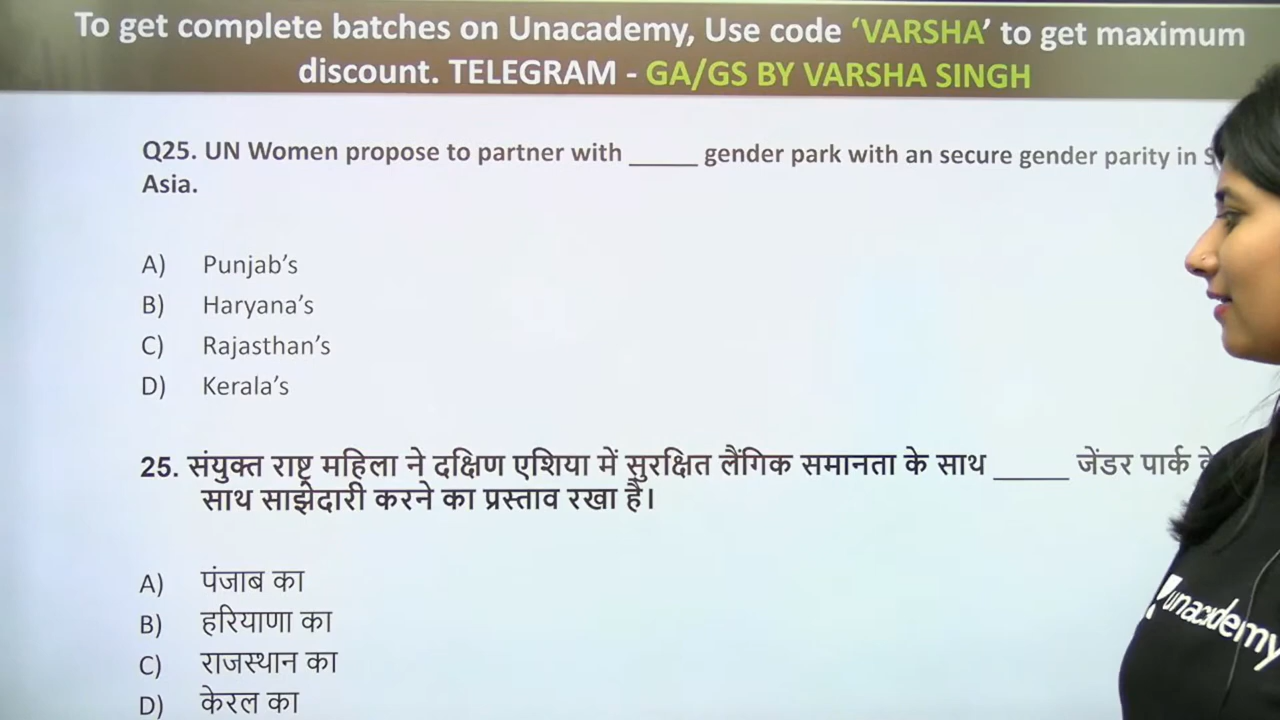 To get complete batches on Unacademy, Use code ‘VARSHA’ to get maximum
discount. TELEGRAM - GA/GS BY VARSHA SINGH
Q25. UN Women propose to partner with _____ gender park with an secure gender parity in
Asia.
A) Punjab’s
B) Haryana’s
C) Rajasthan’s
D) Kerala’s
25. संयुक्त राष्ट्र महिला ने दक्षिण एशिया में सुरक्षित लैंगिक समानता के साथ _____ जेंडर पार्क
साथ साझेदारी करने का प्रस्ताव रखा है।
A) पंजाब का
B) हरियाणा का
C) राजस्थान का
D) केरल का
unacademy